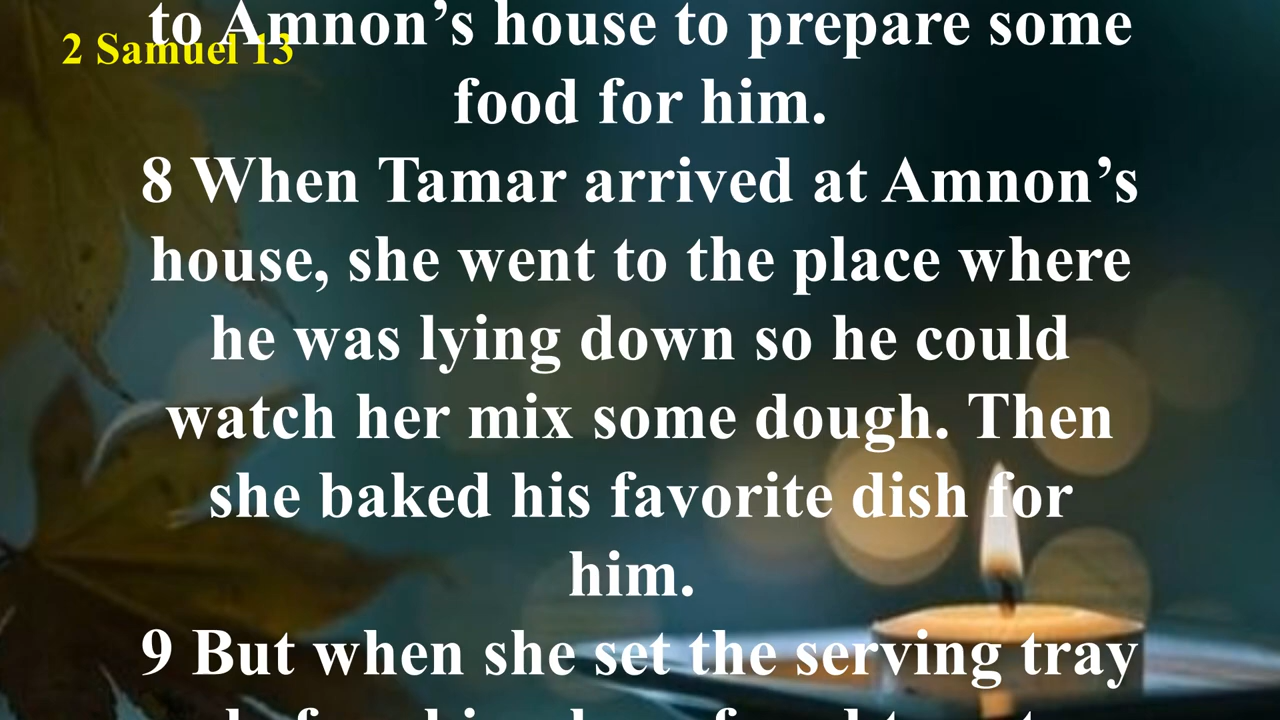 to Amnon’s house to prepare some
2 Samuel 13
food for him.
8 When Tamar arrived at Amnon’s
house, she went to the place where
he was lying down so he could
watch her mix some dough. Then
she baked his favorite dish for
him.
9 But when she set the serving tray